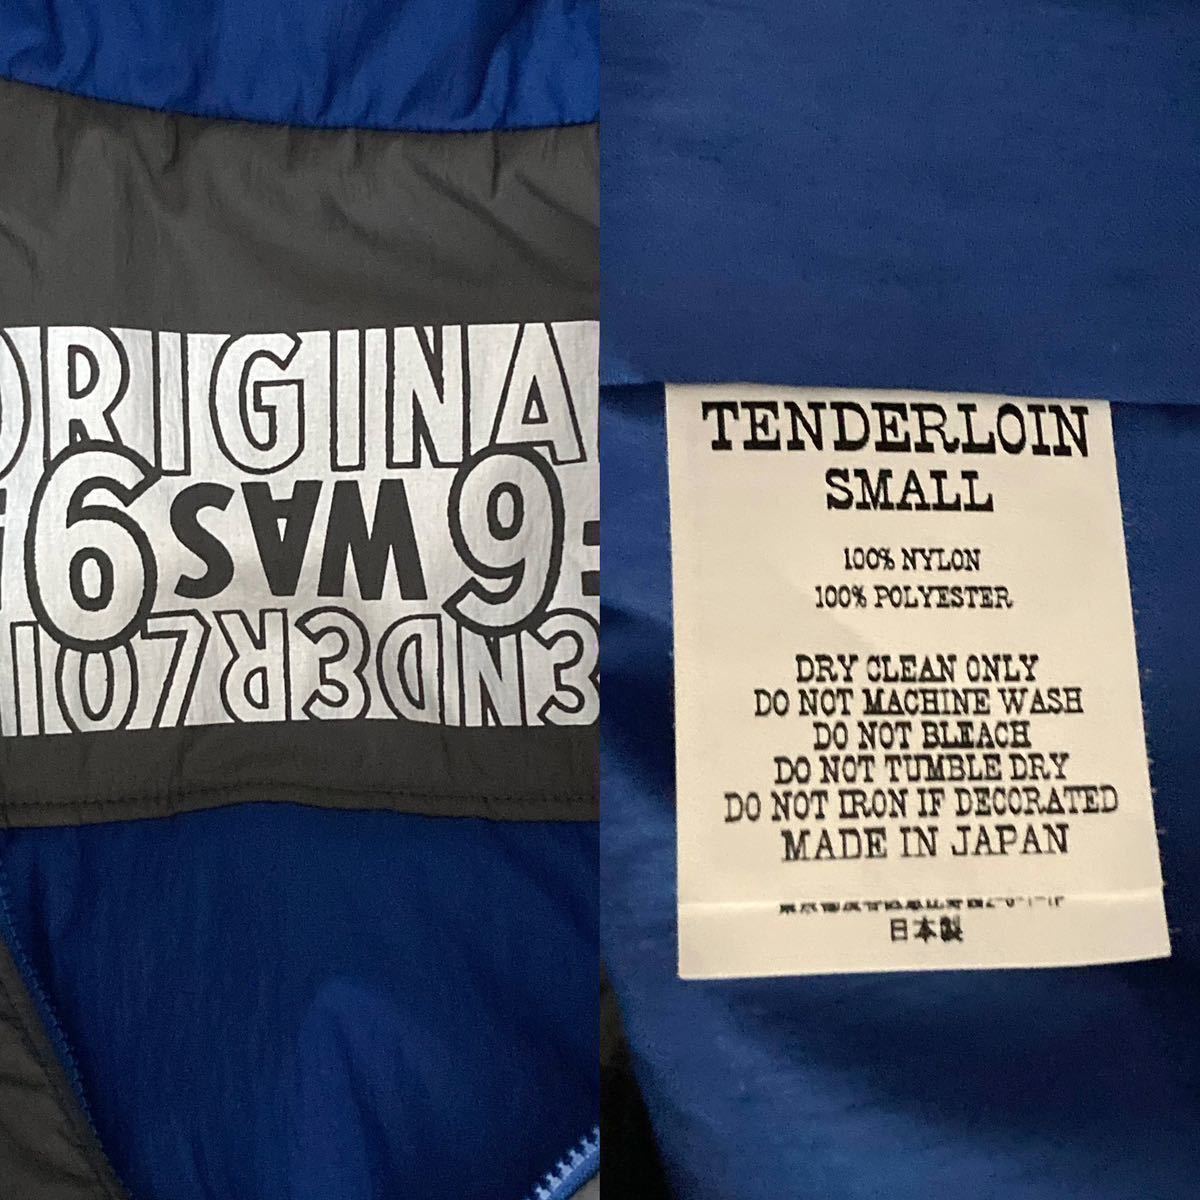 ORIGINA
6 WAS 9
TENDERLOIN
SMALL
100% NYLON
100% POLYESTER
DRY CLEAN ONLY
DO NOT MACHINE WASH
DO NOT BLEACH
DO NOT TUMBLE DRY
DO NOT IRON IF DECORATED
MADE IN JAPAN
日本製